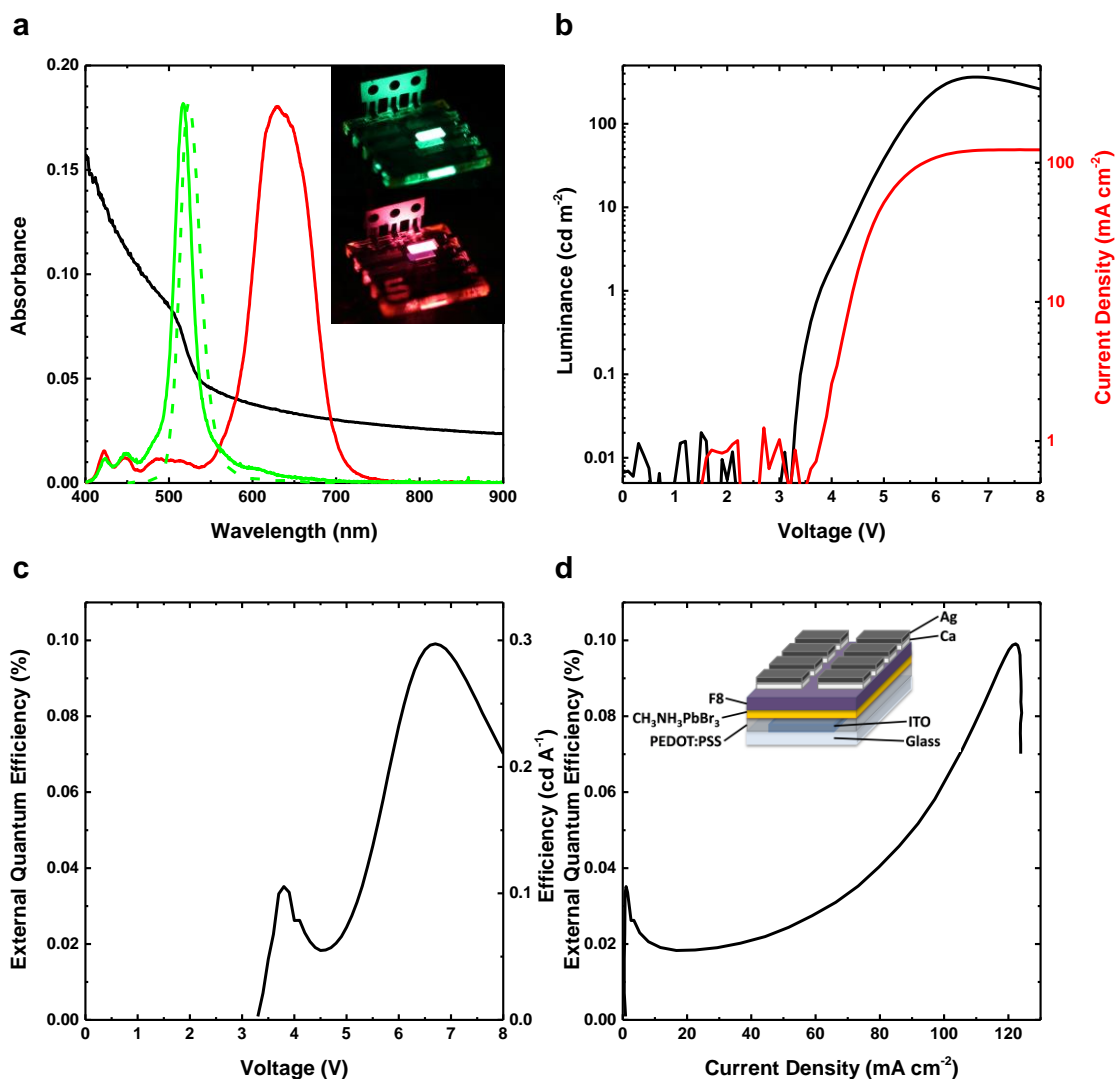 a
0.20
0.15
0.10
0.05
0.00
Absorbance
400 500 600 700 800 900
Wavelength (nm)
b
100
10
1
0.1
0.01
Luminance (cd m⁻²)
100
10
1
Current Density (mA cm⁻²)
0 1 2 3 4 5 6 7 8
Voltage (V)
c
0.10
0.08
0.06
0.04
0.02
0.00
External Quantum Efficiency (%)
0.3
0.2
0.1
0.0
Efficiency (cd A⁻¹)
0 1 2 3 4 5 6 7 8
Voltage (V)
d
0.10
0.08
0.06
0.04
0.02
0.00
External Quantum Efficiency (%)
Ag
Ca
F8
CH₃NH₃PbBr₃
PEDOT:PSS
ITO
Glass
0 20 40 60 80 100 120
Current Density (mA cm⁻²)